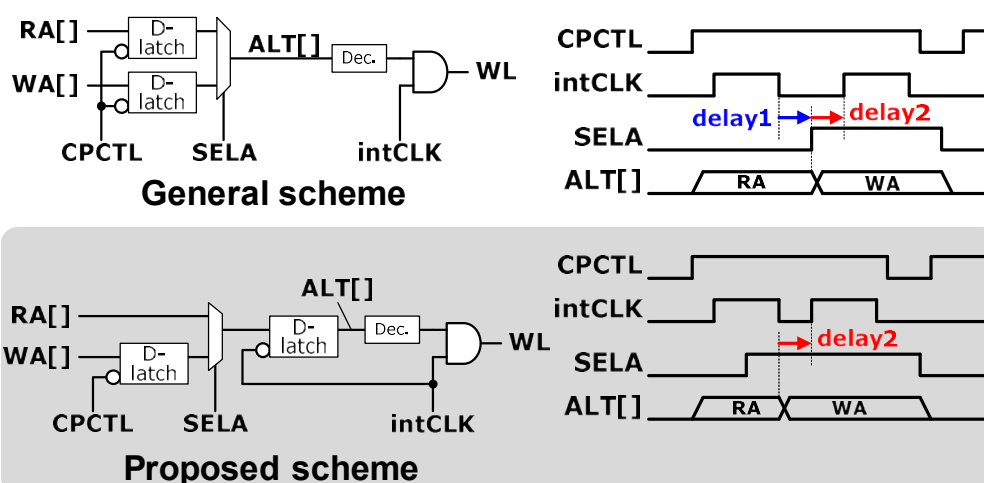 RA[]
D-
latch
ALT[]
Dec.
WL
WA[]
D-
latch
CPCTL SELA intCLK
General scheme
CPCTL
intCLK
delay1 delay2
SELA
ALT[] RA WA
ALT[]
RA[]
D-
latch
Dec.
WL
WA[]
D-
latch
CPCTL SELA intCLK
Proposed scheme
CPCTL
intCLK
delay2
SELA
ALT[] RA WA